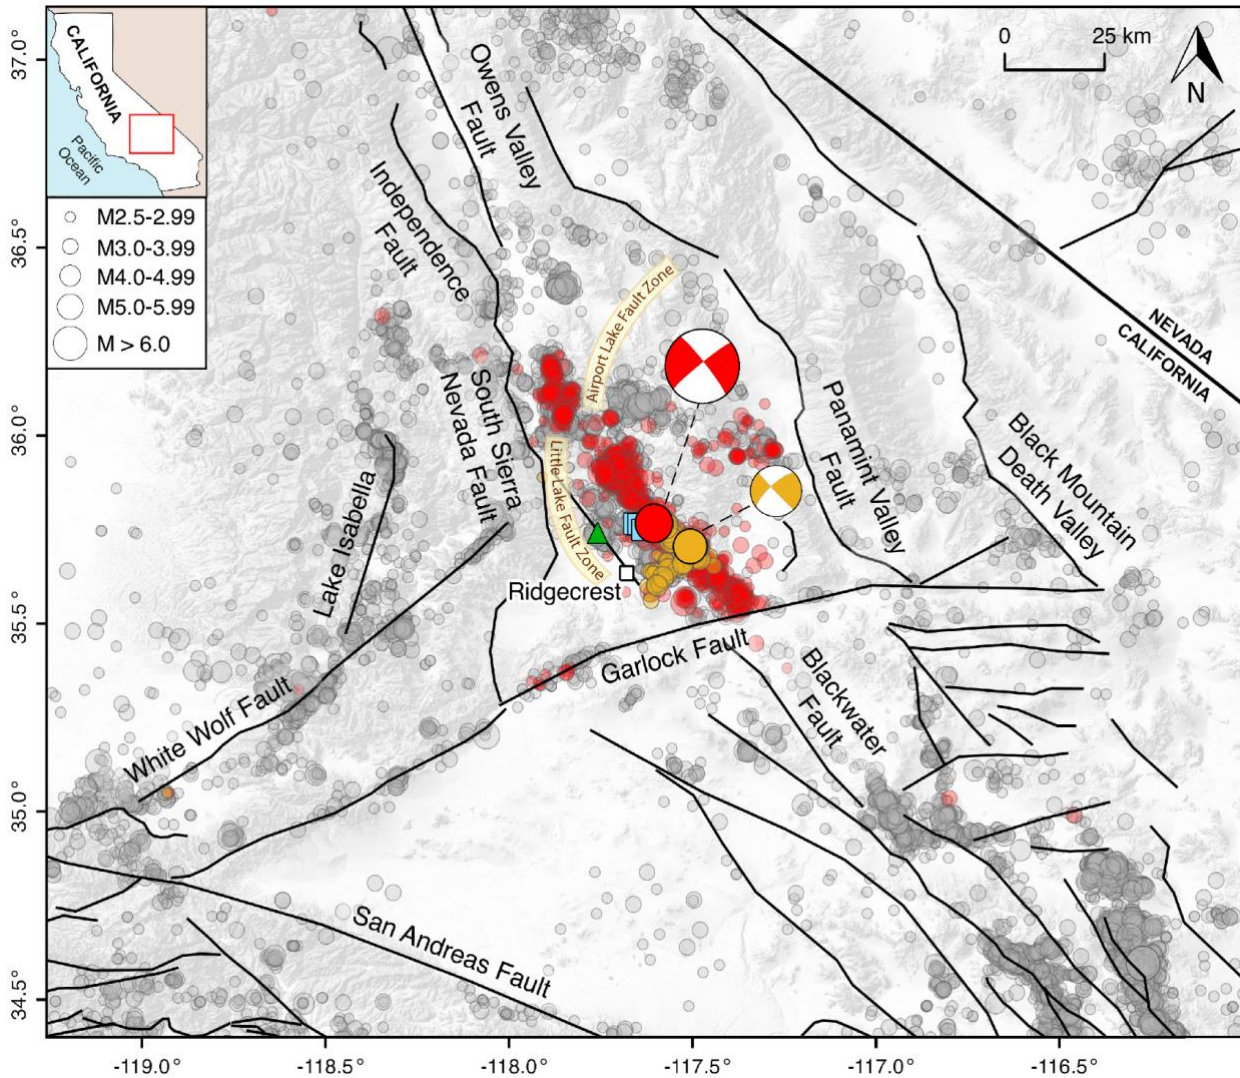 CALIFORNIA
Pacific
Ocean
M2.5-2.99
M3.0-3.99
M4.0-4.99
M5.0-5.99
M > 6.0
0 25 km
N
Owens Valley
Fault
Independence
Fault
Airport Lake Fault Zone
NEVADA
CALIFORNIA
South Sierra
Nevada Fault
Little Lake Fault Zone
Panamint Valley
Fault
Black Mountain
Death Valley
Lake Isabella
Ridgecrest
Garlock Fault
Blackwater
Fault
White Wolf Fault
San Andreas Fault
37.0°
36.5°
36.0°
35.5°
35.0°
34.5°
-119.0°
-118.5°
-118.0°
-117.5°
-117.0°
-116.5°